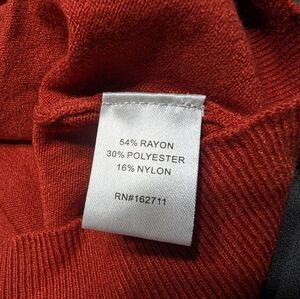 54% RAYON
30% POLYESTER
16% NYLON
RN#162711